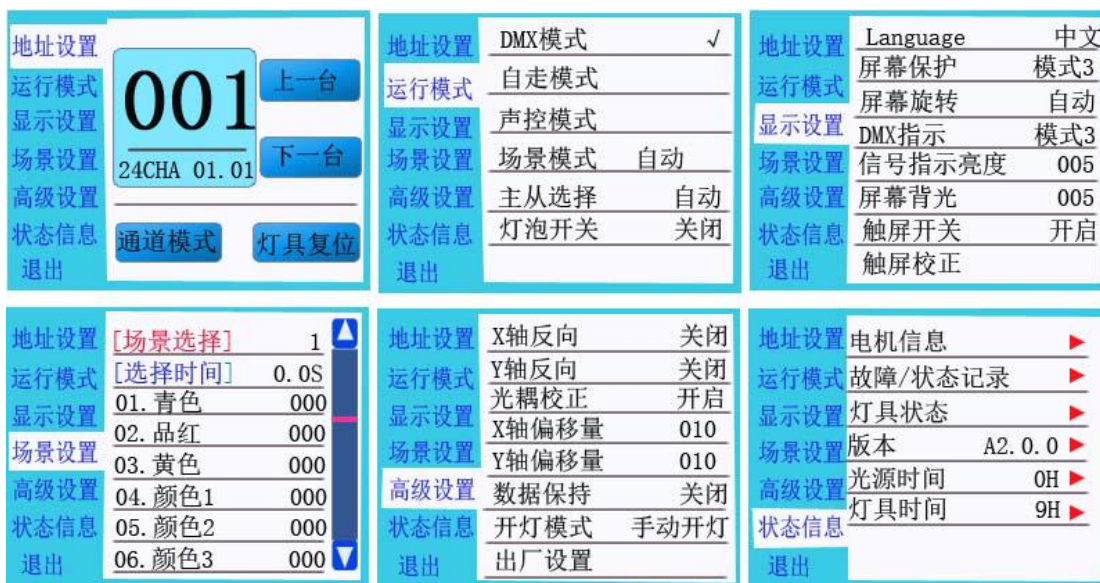 地址设置
运行模式
显示设置
场景设置
高级设置
状态信息
退出
001
24CHA 01.01
上一台
下一台
通道模式
灯具复位
地址设置
运行模式
显示设置
场景设置
高级设置
状态信息
退出
DMX模式 √
自走模式
声控模式
场景模式 自动
主从选择 自动
灯泡开关 关闭
地址设置
运行模式
显示设置
场景设置
高级设置
状态信息
退出
Language 中文
屏幕保护 模式3
屏幕旋转 自动
DMX指示 模式3
信号指示亮度 005
屏幕背光 005
触屏开关 开启
触屏校正
地址设置
运行模式
显示设置
场景设置
高级设置
状态信息
退出
[场景选择] 1
[选择时间] 0.0S
01.青色 000
02.品红 000
03.黄色 000
04.颜色1 000
05.颜色2 000
06.颜色3 000
地址设置
运行模式
显示设置
场景设置
高级设置
状态信息
退出
X轴反向 关闭
Y轴反向 关闭
光耦校正 开启
X轴偏移量 010
Y轴偏移量 010
数据保持 关闭
开灯模式 手动开灯
出厂设置
地址设置
运行模式
显示设置
场景设置
高级设置
状态信息
退出
电机信息
故障/状态记录
灯具状态
版本 A2.0.0
光源时间 0H
灯具时间 9H